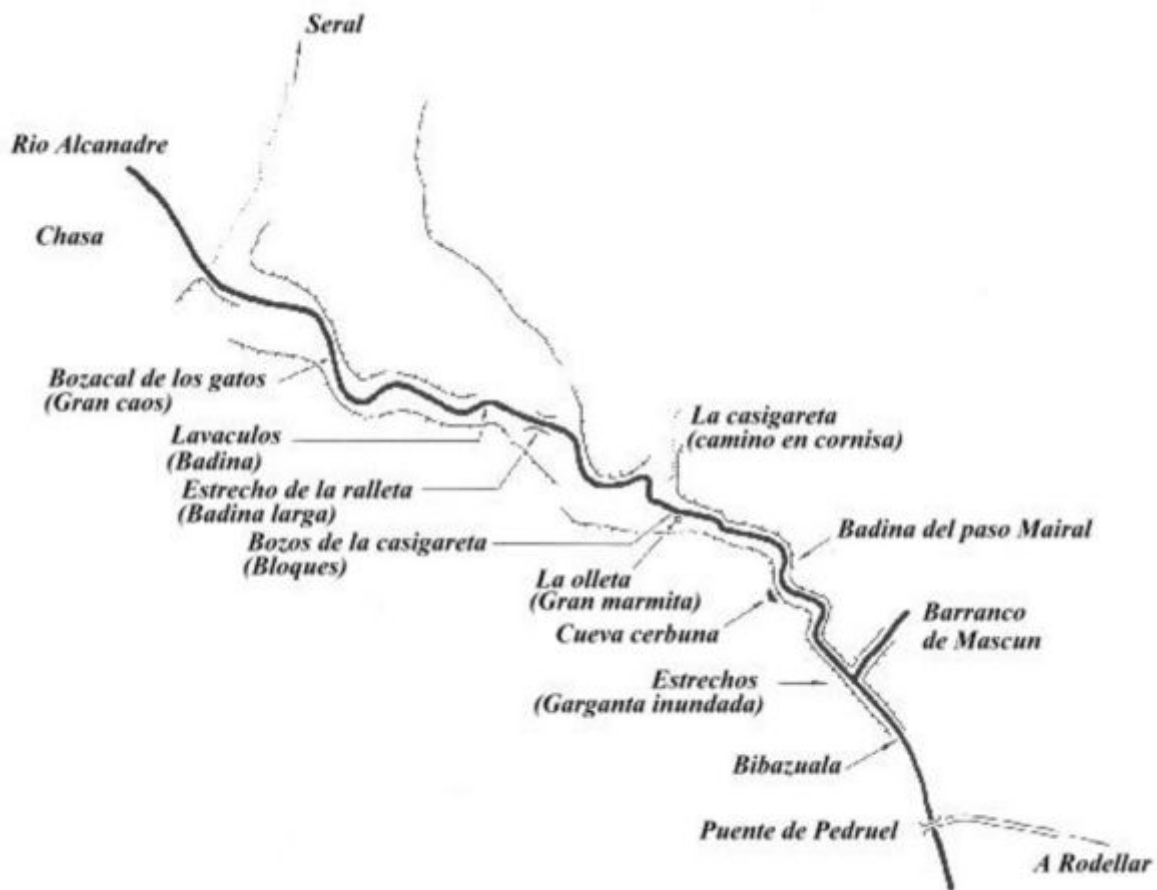 Seral
Rio Alcanadre
Chasa
Bozacal de los gatos
(Gran caos)
Lavaculos
(Badina)
Estrecho de la ralleta
(Badina larga)
Bozos de la casigareta
(Bloques)
La casigareta
(camino en cornisa)
Badina del paso Mairal
La olleta
(Gran marmita)
Cueva cerbuna
Barranco
de Mascun
Estrechos
(Garganta inundada)
Bibazuala
Puente de Pedruel
A Rodellar